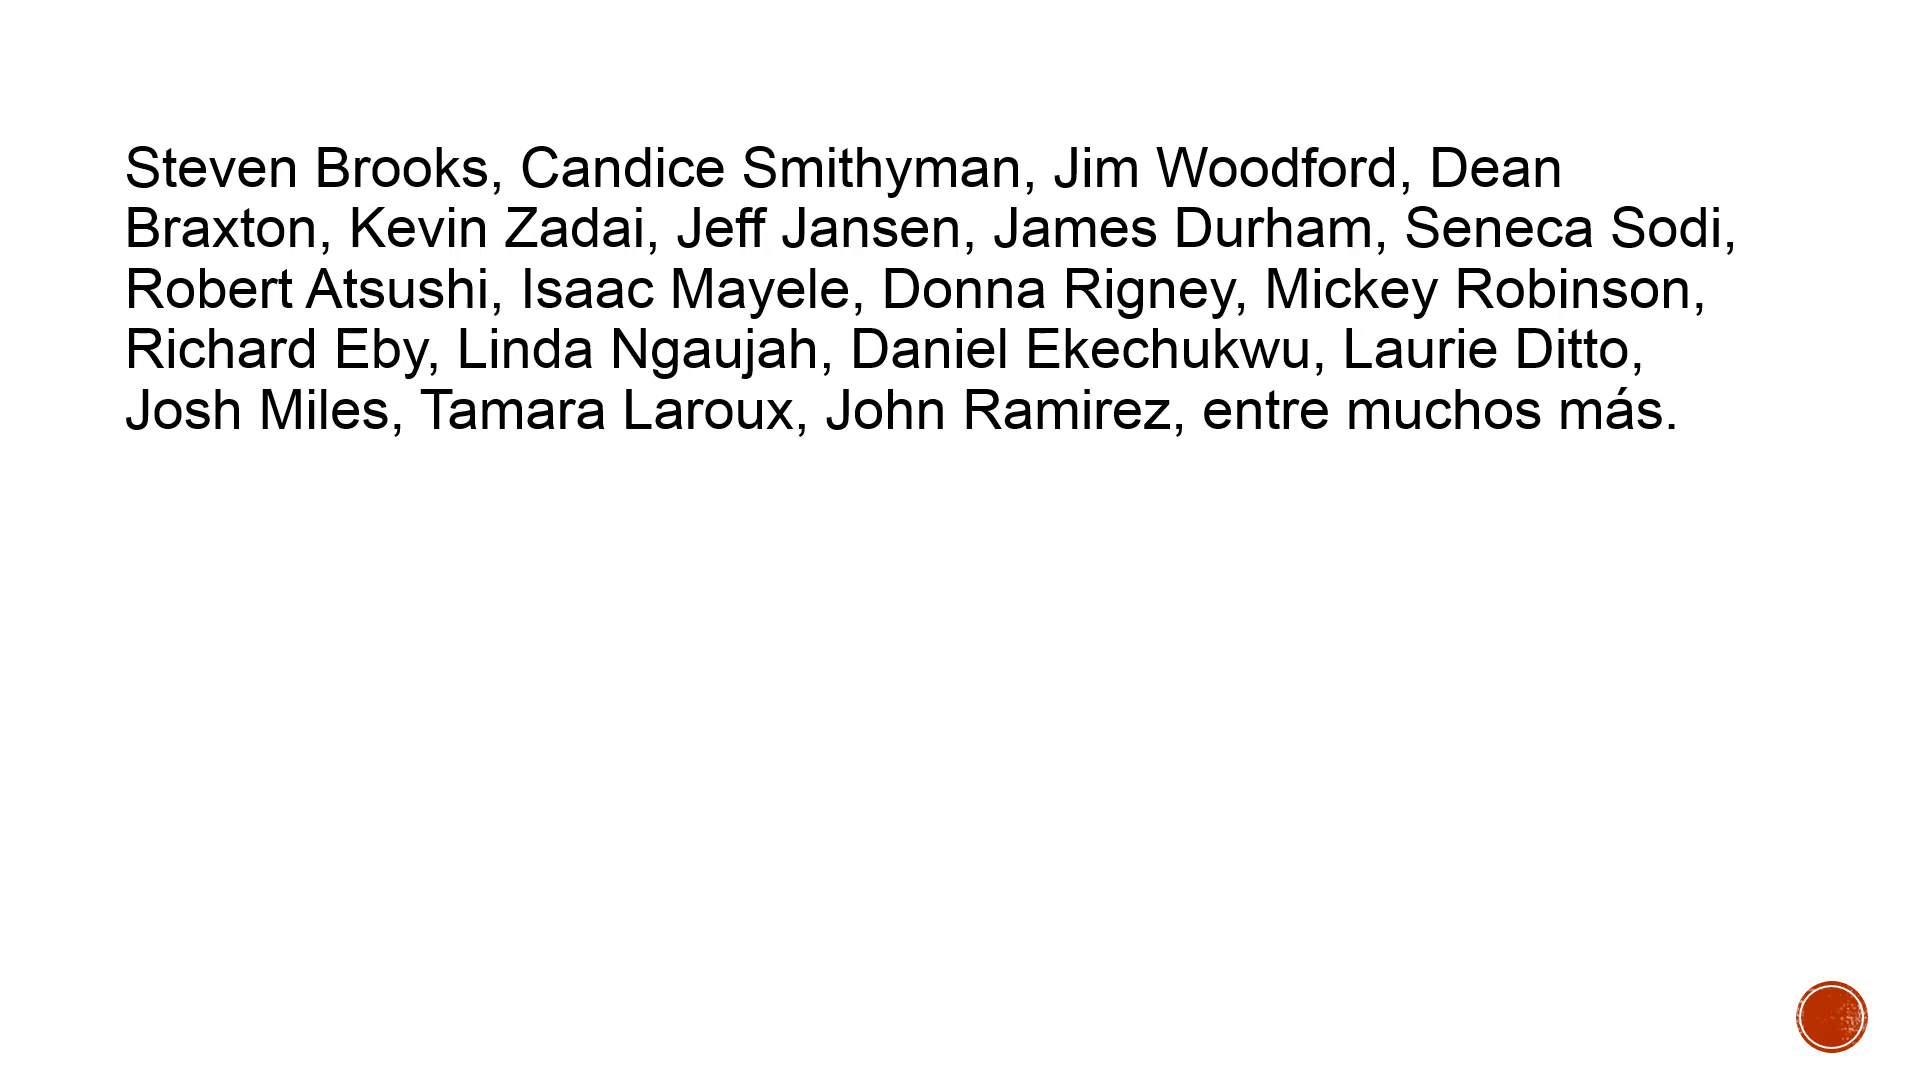 Steven Brooks, Candice Smithyman, Jim Woodford, Dean
Braxton, Kevin Zadai, Jeff Jansen, James Durham, Seneca Sodi,
Robert Atsushi, Isaac Mayele, Donna Rigney, Mickey Robinson,
Richard Eby, Linda Ngaujah, Daniel Ekechukwu, Laurie Ditto,
Josh Miles, Tamara Laroux, John Ramirez, entre muchos más.